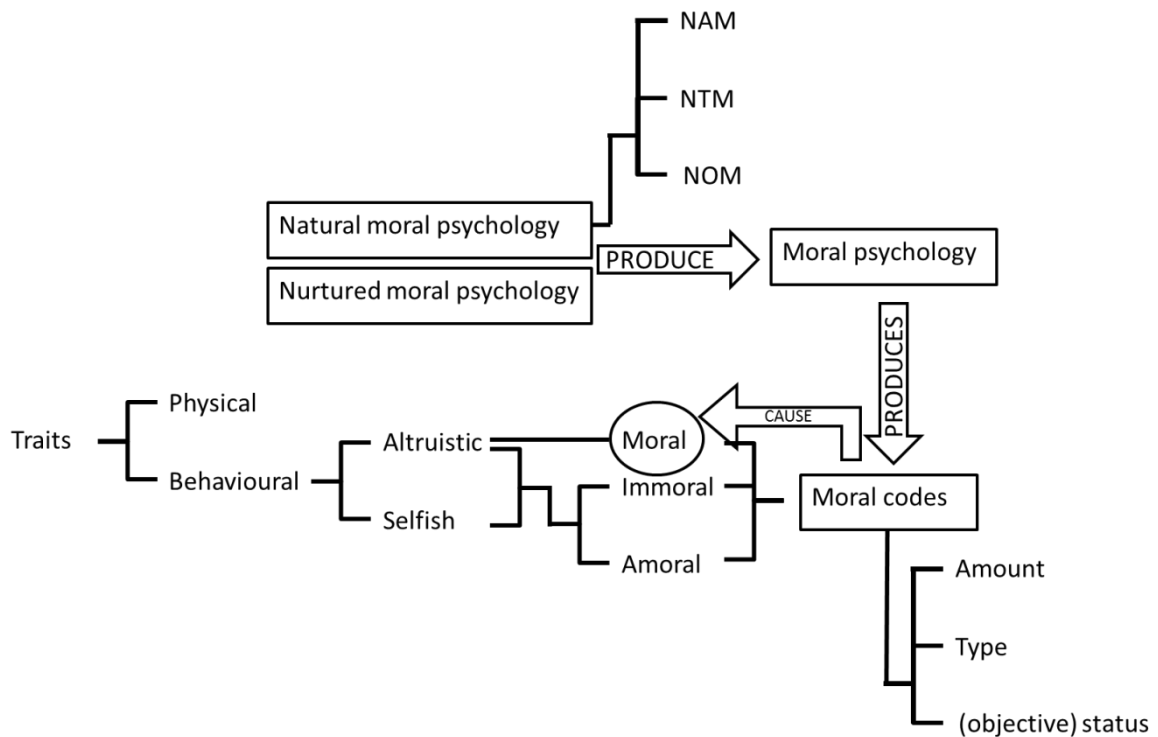 NAM
NTM
NOM
Natural moral psychology
PRODUCE
Moral psychology
Nurtured moral psychology
PRODUCES
Physical
CAUSE
Traits
Altruistic
Moral
Behavioural
Immoral
Moral codes
Selfish
Amoral
Amount
Type
(objective) status